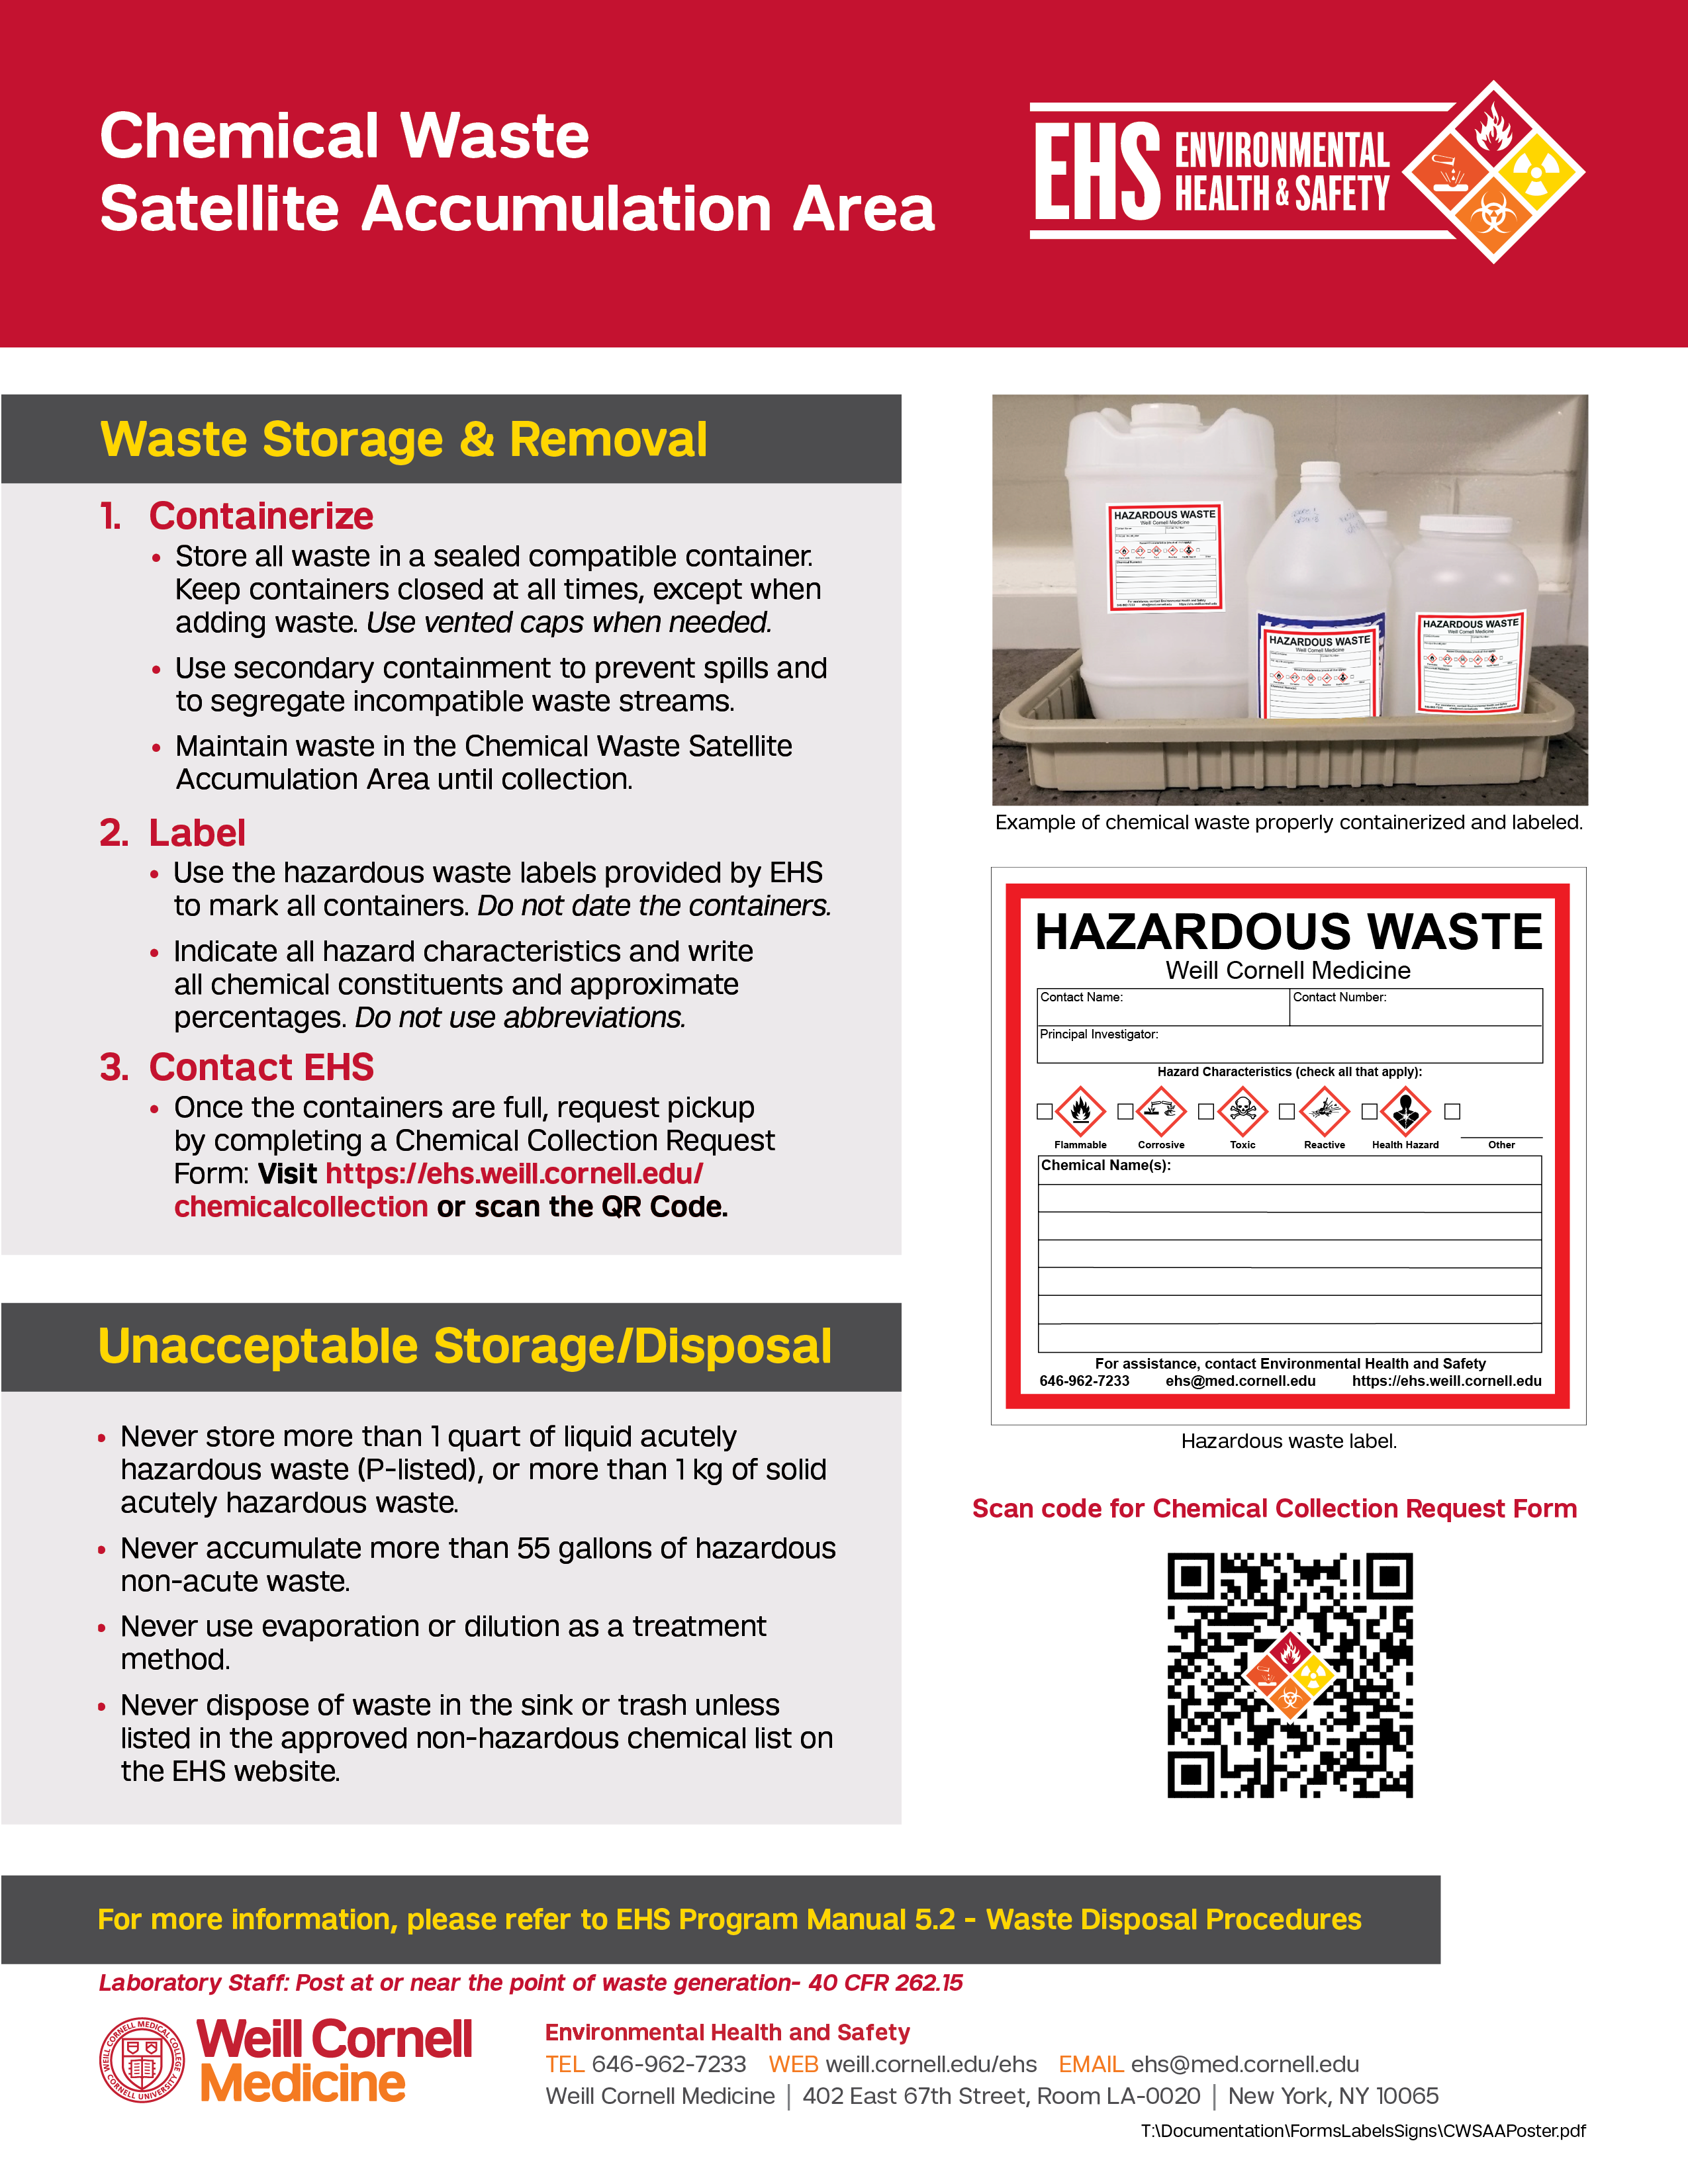 Chemical Waste
Satellite Accumulation Area
EHS ENVIRONMENTAL
HEALTH & SAFETY
Waste Storage & Removal
1. Containerize
• Store all waste in a sealed compatible container.
Keep containers closed at all times, except when
adding waste. Use vented caps when needed.
• Use secondary containment to prevent spills and
to segregate incompatible waste streams.
• Maintain waste in the Chemical Waste Satellite
Accumulation Area until collection.
2. Label
• Use the hazardous waste labels provided by EHS
to mark all containers. Do not date the containers.
• Indicate all hazard characteristics and write
all chemical constituents and approximate
percentages. Do not use abbreviations.
3. Contact EHS
• Once the containers are full, request pickup
by completing a Chemical Collection Request
Form: Visit https://ehs.weill.cornell.edu/
chemicalcollection or scan the QR Code.
Unacceptable Storage/Disposal
• Never store more than 1 quart of liquid acutely
hazardous waste (P-listed), or more than 1 kg of solid
acutely hazardous waste.
• Never accumulate more than 55 gallons of hazardous
non-acute waste.
• Never use evaporation or dilution as a treatment
method.
• Never dispose of waste in the sink or trash unless
listed in the approved non-hazardous chemical list on
the EHS website.
HAZARDOUS WASTE
Weill Cornell Medicine
HAZARDOUS WASTE
Weill Cornell Medicine
HAZARDOUS WASTE
Weill Cornell Medicine
Example of chemical waste properly containerized and labeled.
HAZARDOUS WASTE
Weill Cornell Medicine
Contact Name: Contact Number:
Principal Investigator:
Hazard Characteristics (check all that apply):
Flammable Corrosive Toxic Reactive Health Hazard Other
Chemical Name(s):
For assistance, contact Environmental Health and Safety
646-962-7233 ehs@med.cornell.edu https://ehs.weill.cornell.edu
Hazardous waste label.
Scan code for Chemical Collection Request Form
For more information, please refer to EHS Program Manual 5.2 - Waste Disposal Procedures
Laboratory Staff: Post at or near the point of waste generation- 40 CFR 262.15
WEILL CORNELL MEDICAL COLLEGE
CORNELL UNIVERSITY
Weill Cornell
Medicine
Environmental Health and Safety
TEL 646-962-7233 WEB weill.cornell.edu/ehs EMAIL ehs@med.cornell.edu
Weill Cornell Medicine | 402 East 67th Street, Room LA-0020 | New York, NY 10065
T:\Documentation\FormsLabelsSigns\CWSAAPoster.pdf